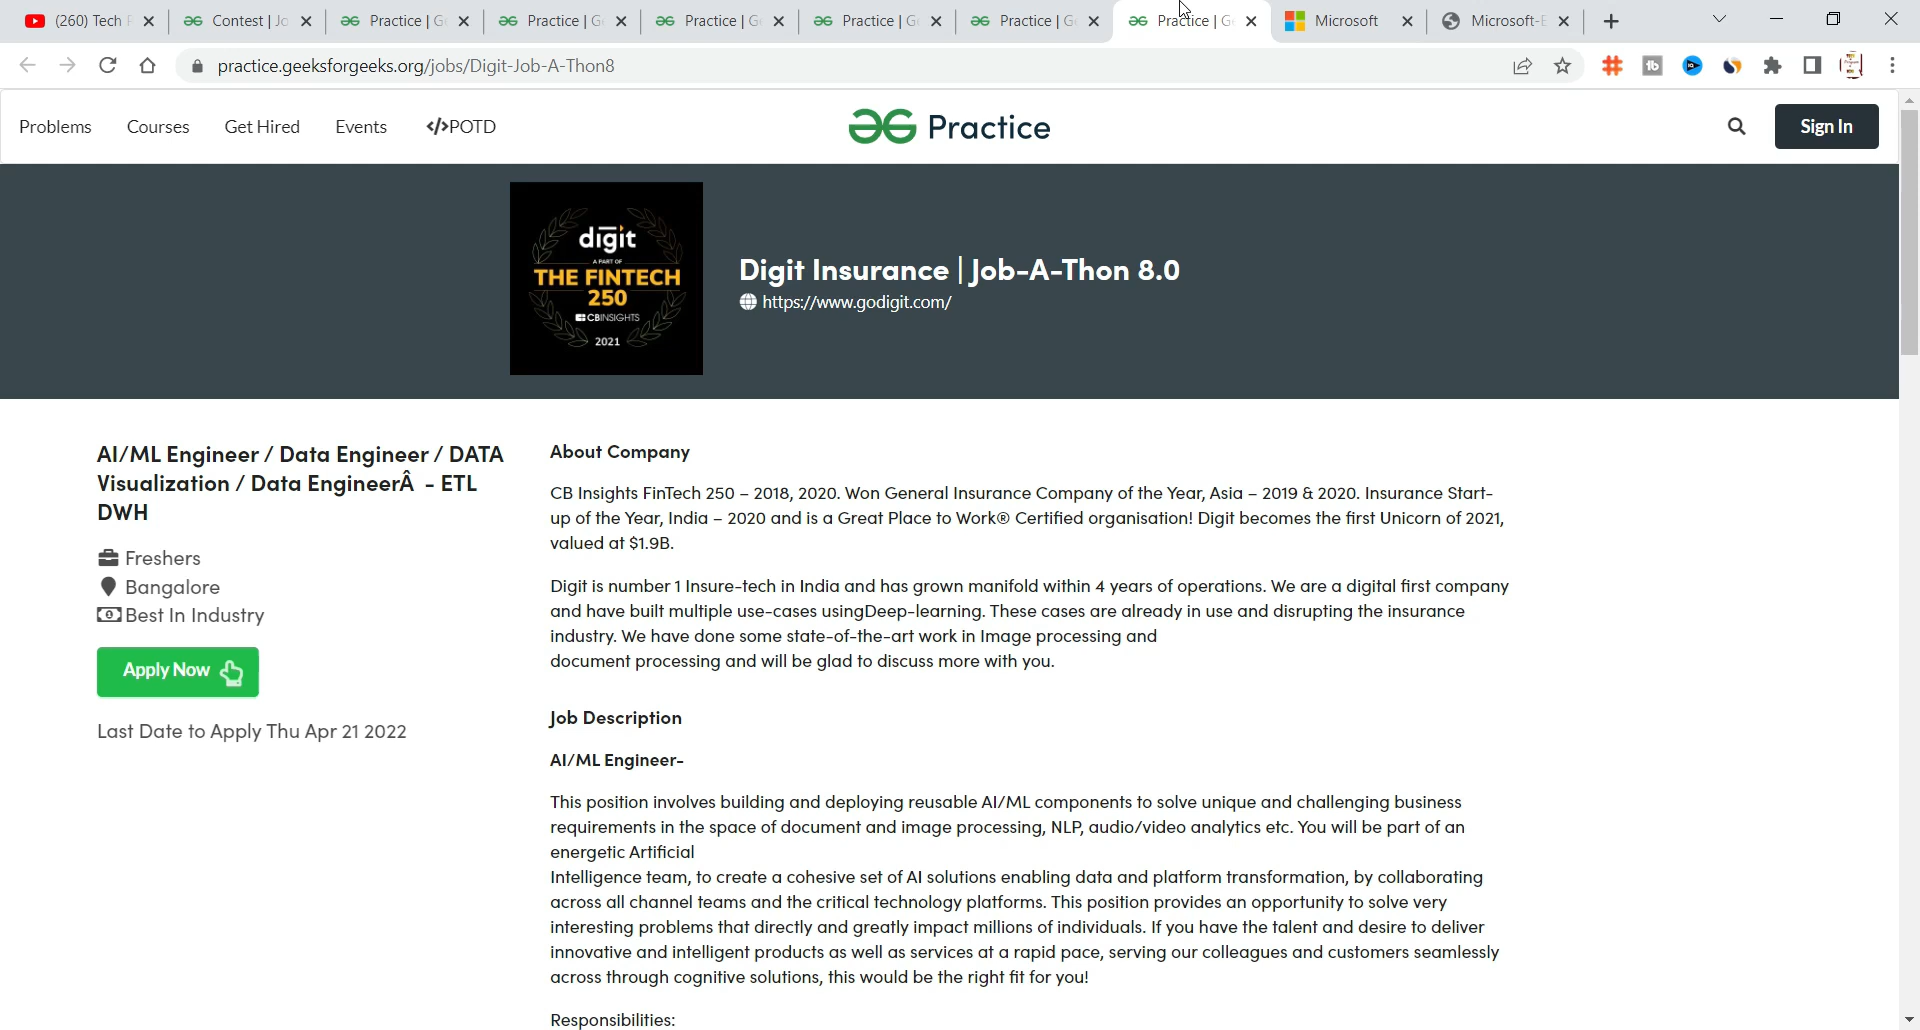 (260) Tech
Contest | Jo
Practice | G
Practice | G
Practice | G
Practice | G
Practice | G
Practice | G
Microsoft
Microsoft-E
practice.geeksforgeeks.org/jobs/Digit-Job-A-Thon8
Problems
Courses
Get Hired
Events
</>POTD
Practice
Sign In
digit
A PART OF
THE FINTECH
250
CBINSIGHTS
2021
Digit Insurance | Job-A-Thon 8.0
https://www.godigit.com/
AI/ML Engineer / Data Engineer / DATA
Visualization / Data EngineerÂ - ETL
DWH
Freshers
Bangalore
Best In Industry
Apply Now
Last Date to Apply Thu Apr 21 2022
About Company
CB Insights FinTech 250 – 2018, 2020. Won General Insurance Company of the Year, Asia – 2019 & 2020. Insurance Start-
up of the Year, India – 2020 and is a Great Place to Work® Certified organisation! Digit becomes the first Unicorn of 2021,
valued at $1.9B.
Digit is number 1 Insure-tech in India and has grown manifold within 4 years of operations. We are a digital first company
and have built multiple use-cases usingDeep-learning. These cases are already in use and disrupting the insurance
industry. We have done some state-of-the-art work in Image processing and
document processing and will be glad to discuss more with you.
Job Description
AI/ML Engineer-
This position involves building and deploying reusable AI/ML components to solve unique and challenging business
requirements in the space of document and image processing, NLP, audio/video analytics etc. You will be part of an
energetic Artificial
Intelligence team, to create a cohesive set of AI solutions enabling data and platform transformation, by collaborating
across all channel teams and the critical technology platforms. This position provides an opportunity to solve very
interesting problems that directly and greatly impact millions of individuals. If you have the talent and desire to deliver
innovative and intelligent products as well as services at a rapid pace, serving our colleagues and customers seamlessly
across through cognitive solutions, this would be the right fit for you!
Responsibilities: